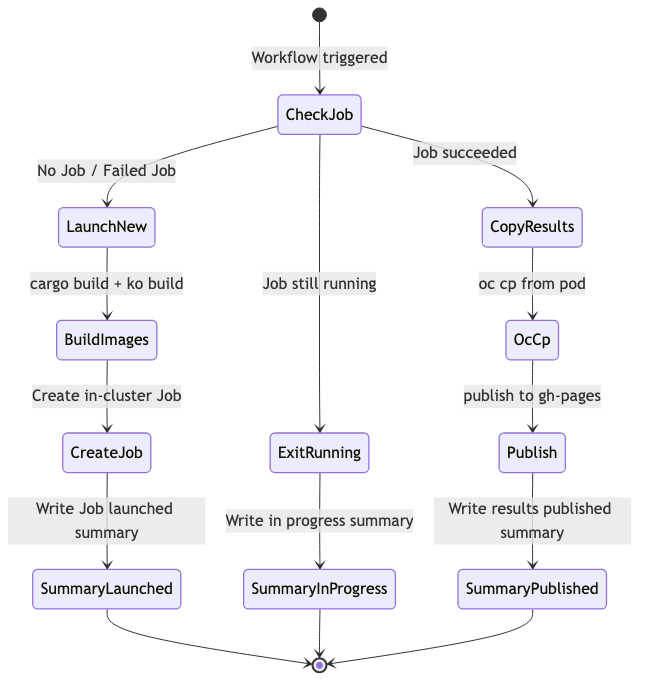 Workflow triggered
CheckJob
No Job / Failed Job
Job succeeded
LaunchNew
CopyResults
cargo build + ko build
Job still running
oc cp from pod
BuildImages
OcCp
Create in-cluster Job
publish to gh-pages
CreateJob
ExitRunning
Publish
Write Job launched
summary
Write in progress summary
Write results published
summary
SummaryLaunched
SummaryInProgress
SummaryPublished